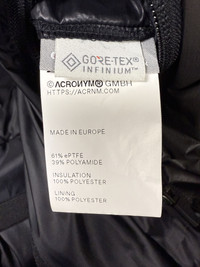 GORE-TEX®
INFINIUM™
©ACRONYM® GMBH
HTTPS://ACRNM.COM
MADE IN EUROPE
61% ePTFE
39% POLYAMIDE
INSULATION
100% POLYESTER
LINING
100% POLYESTER